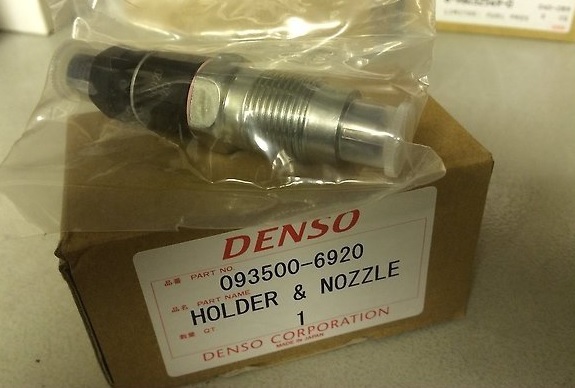 DENSO
品番 PART NO. 093500-6920
品名 PART NAME HOLDER & NOZZLE
数量 QT 1
DENSO CORPORATION
MADE IN JAPAN